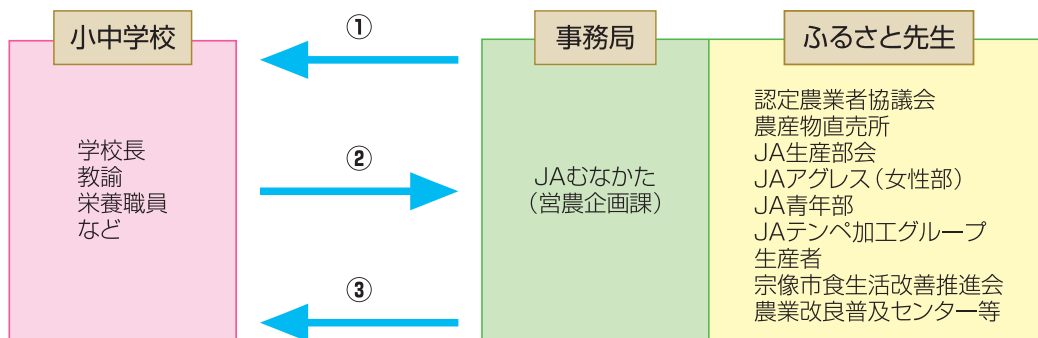 小中学校
学校長
教諭
栄養職員
など
①
②
③
事務局
JAむなかた
（営農企画課）
ふるさと先生
認定農業者協議会
農産物直売所
JA生産部会
JAアグレス（女性部）
JA青年部
JAテンペ加工グループ
生産者
宗像市食生活改善推進会
農業改良普及センター等